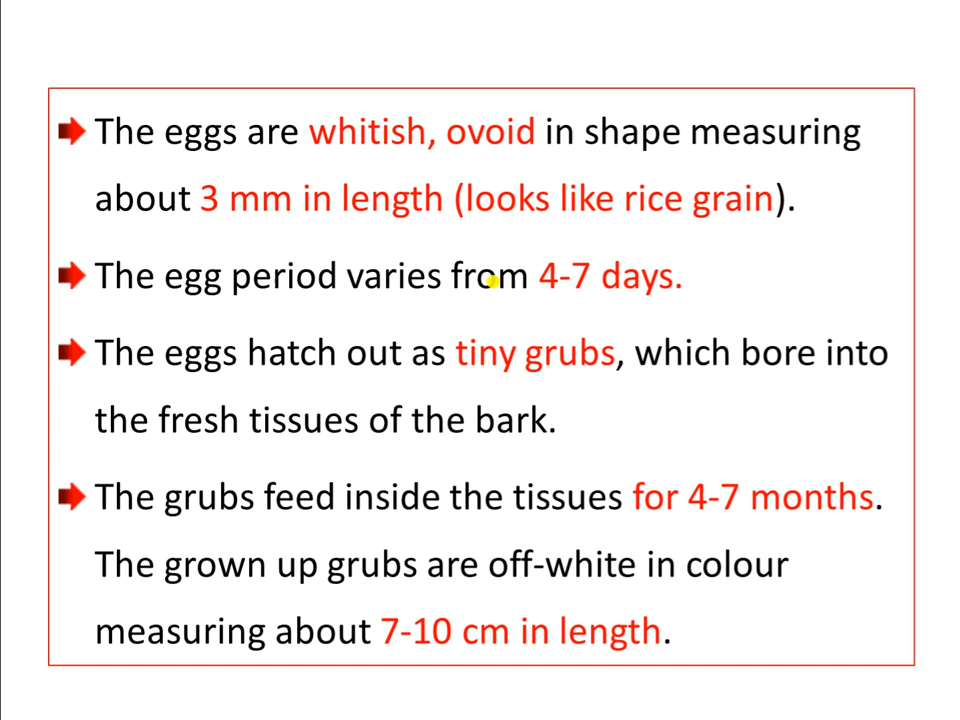 The eggs are whitish, ovoid in shape measuring
about 3 mm in length (looks like rice grain).
The egg period varies from 4-7 days.
The eggs hatch out as tiny grubs, which bore into
the fresh tissues of the bark.
The grubs feed inside the tissues for 4-7 months.
The grown up grubs are off-white in colour
measuring about 7-10 cm in length.